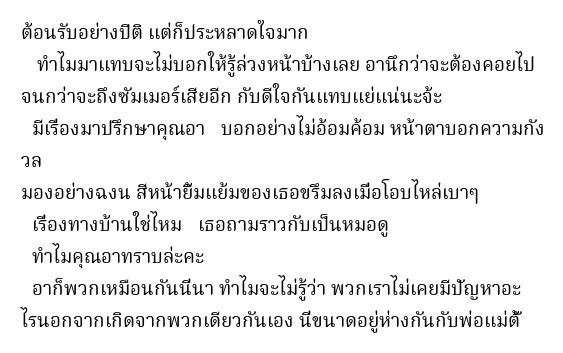 ต้อนรับอย่างปีติ แต่ก็ประหลาดใจมาก
ทำไมมาแทบจะไม่บอกให้รู้ล่วงหน้าบ้างเลย อานึกว่าจะต้องคอยไป
จนกว่าจะถึงซัมเมอร์เสียอีก กับดีใจกันแทบแย่แน่นะจ้ะ
มีเรื่องมาปรึกษาคุณอา บอกอย่างไม่อ้อมค้อม หน้าตาบอกความกัง
วล
มองอย่างฉงน สีหน้ายิ้มแย้มของเธอขรึมลงเมื่อโอบไหล่เบาๆ
เรื่องทางบ้านใช่ไหม เธอถามราวกับเป็นหมอดู
ทำไมคุณอาทราบล่ะคะ
อาก็พวกเหมือนกันนี่นา ทำไมจะไม่รู้ว่า พวกเราไม่เคยมีปัญหาอะ
ไรนอกจากเกิดจากพวกเดียวกันเอง นี่ขนาดอยู่ห่างกันกับพ่อแม่ตั้